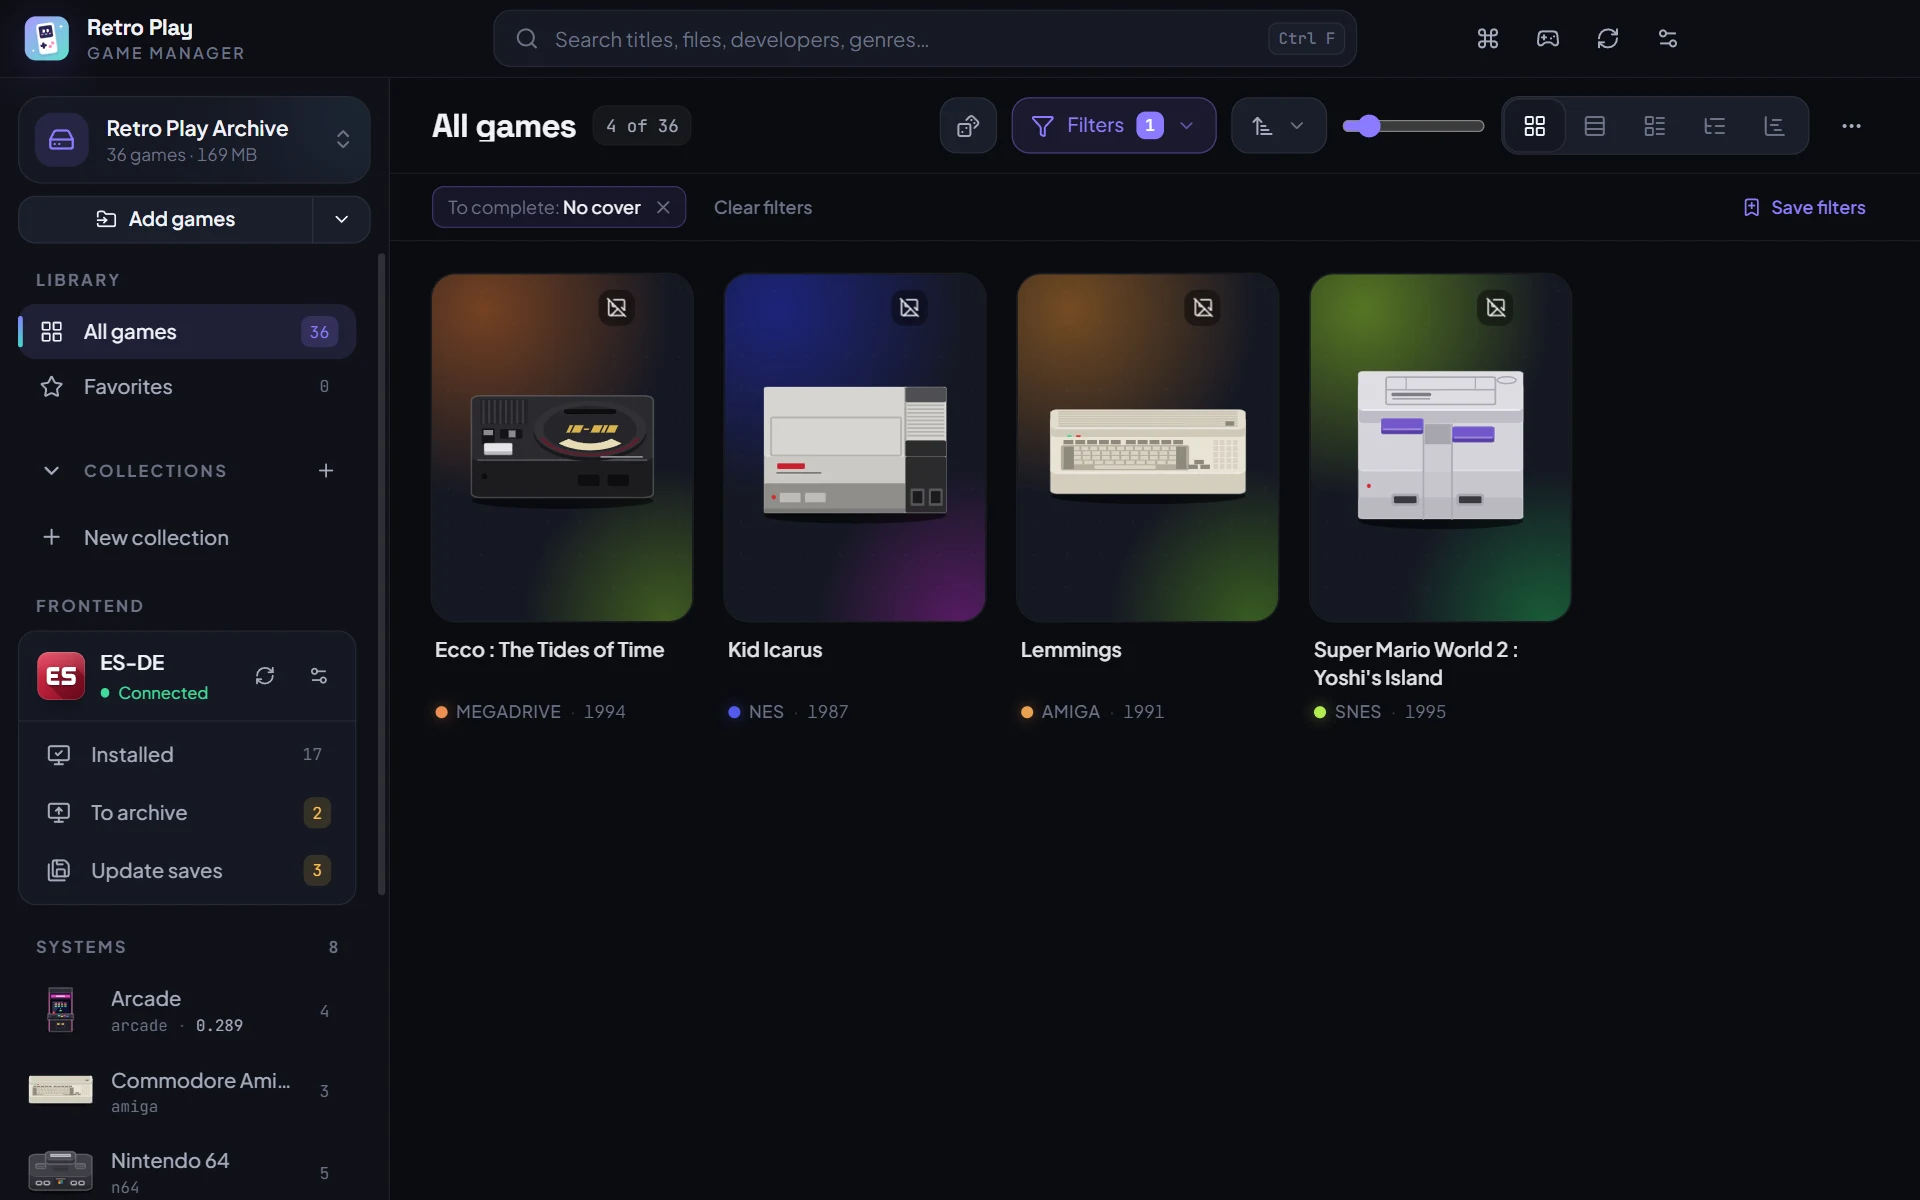 Retro Play
GAME MANAGER
Search titles, files, developers, genres...
Ctrl F
Retro Play Archive
36 games · 169 MB
Add games
LIBRARY
All games
36
Favorites
0
COLLECTIONS
New collection
FRONTEND
ES
ES-DE
Connected
Installed
17
To archive
2
Update saves
3
SYSTEMS
8
Arcade
arcade · 0.289
4
Commodore Ami...
amiga
3
Nintendo 64
n64
5
All games
4 of 36
Filters
1
To complete: No cover
Clear filters
Save filters
Ecco : The Tides of Time
MEGADRIVE · 1994
Kid Icarus
NES · 1987
Lemmings
AMIGA · 1991
Super Mario World 2 :
Yoshi's Island
SNES · 1995